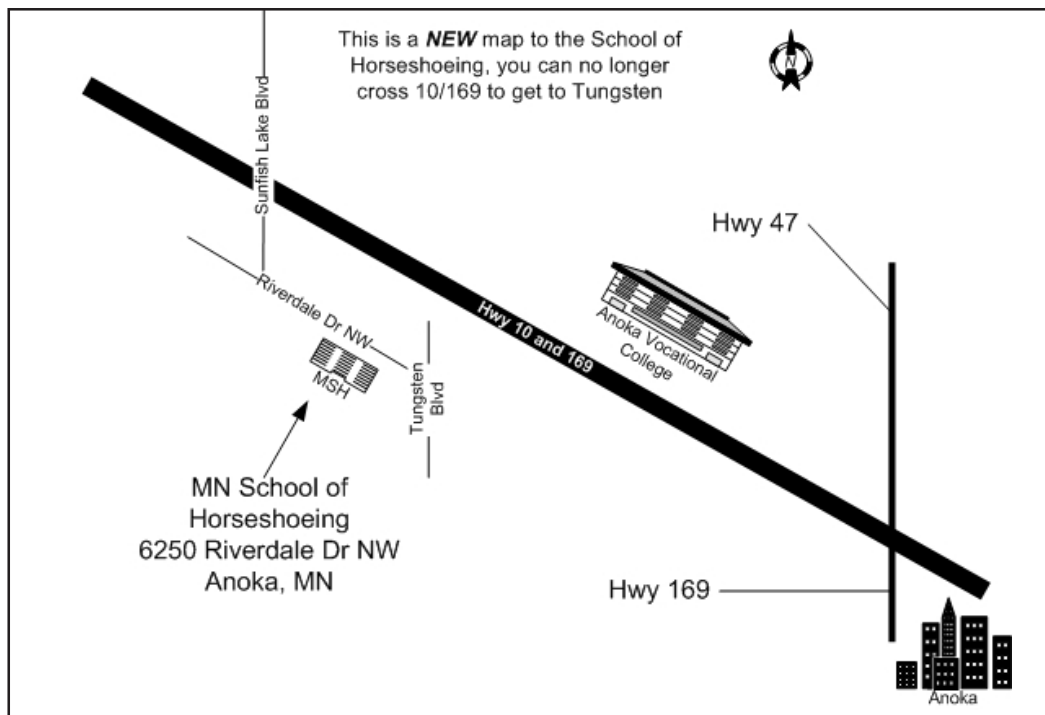 This is a NEW map to the School of
Horseshoeing, you can no longer
cross 10/169 to get to Tungsten
N
Sunfish Lake Blvd
Hwy 47
Riverdale Dr NW
Hwy 10 and 169
Anoka Vocational
College
MSH
Tungsten
Blvd
MN School of
Horseshoeing
6250 Riverdale Dr NW
Anoka, MN
Hwy 169
Anoka